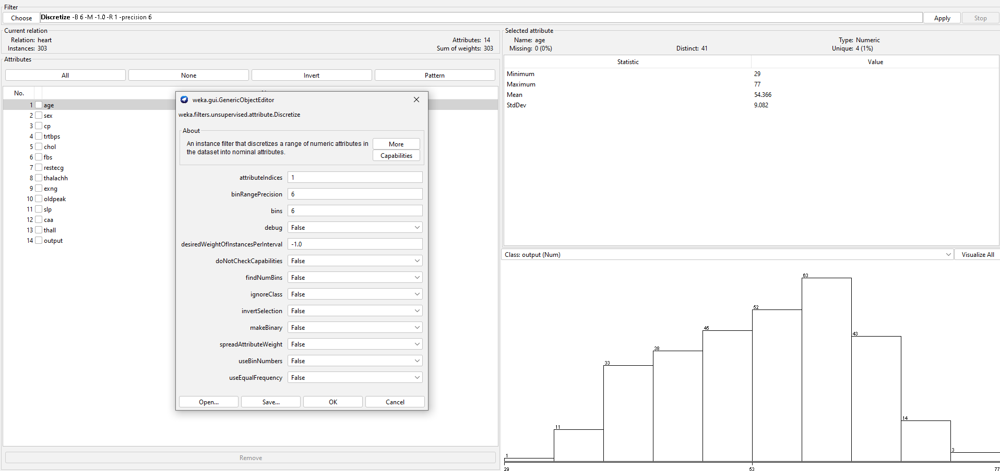 Filter
Choose Discretize -B 6 -M -1.0 -R 1 -precision 6 Apply Stop
Current relation
Relation: heart Attributes: 14
Instances: 303 Sum of weights: 303
Attributes
All None Invert Pattern
No.
1 age
2 sex
3 cp
4 trtbps
5 chol
6 fbs
7 restecg
8 thalachh
9 exng
10 oldpeak
11 slp
12 caa
13 thall
14 output
Remove
weka.gui.GenericObjectEditor
weka.filters.unsupervised.attribute.Discretize
About
An instance filter that discretizes a range of numeric attributes in
the dataset into nominal attributes.
More
Capabilities
attributeIndices 1
binRangePrecision 6
bins 6
debug False
desiredWeightOfInstancesPerInterval -1.0
doNotCheckCapabilities False
findNumBins False
ignoreClass False
invertSelection False
makeBinary False
spreadAttributeWeight False
useBinNumbers False
useEqualFrequency False
Open... Save... OK Cancel
Selected attribute
Name: age Type: Numeric
Missing: 0 (0%) Distinct: 41 Unique: 4 (1%)
Statistic Value
Minimum 29
Maximum 77
Mean 54.366
StdDev 9.082
Class: output (Num) Visualize All
1 11 33 38 45 52 63 43 14 3
29 53 77